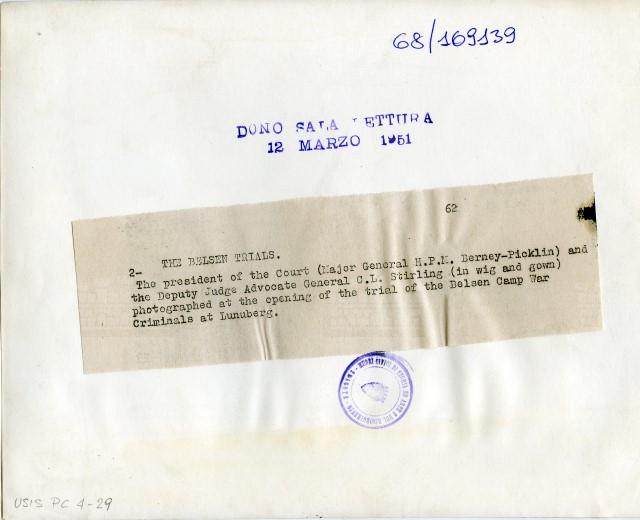 68/169139
DONO SALA LETTURA
12 MARZO 1951
62
2- THE BELSEN TRIALS.
The president of the Court (Major General H.P.M. Berney-Picklin) and
the Deputy Judge Advocate General C.L. Stirling (in wig and gown)
photographed at the opening of the trial of the Belsen Camp War
Criminals at Lunuberg.
USIS PC 4-29